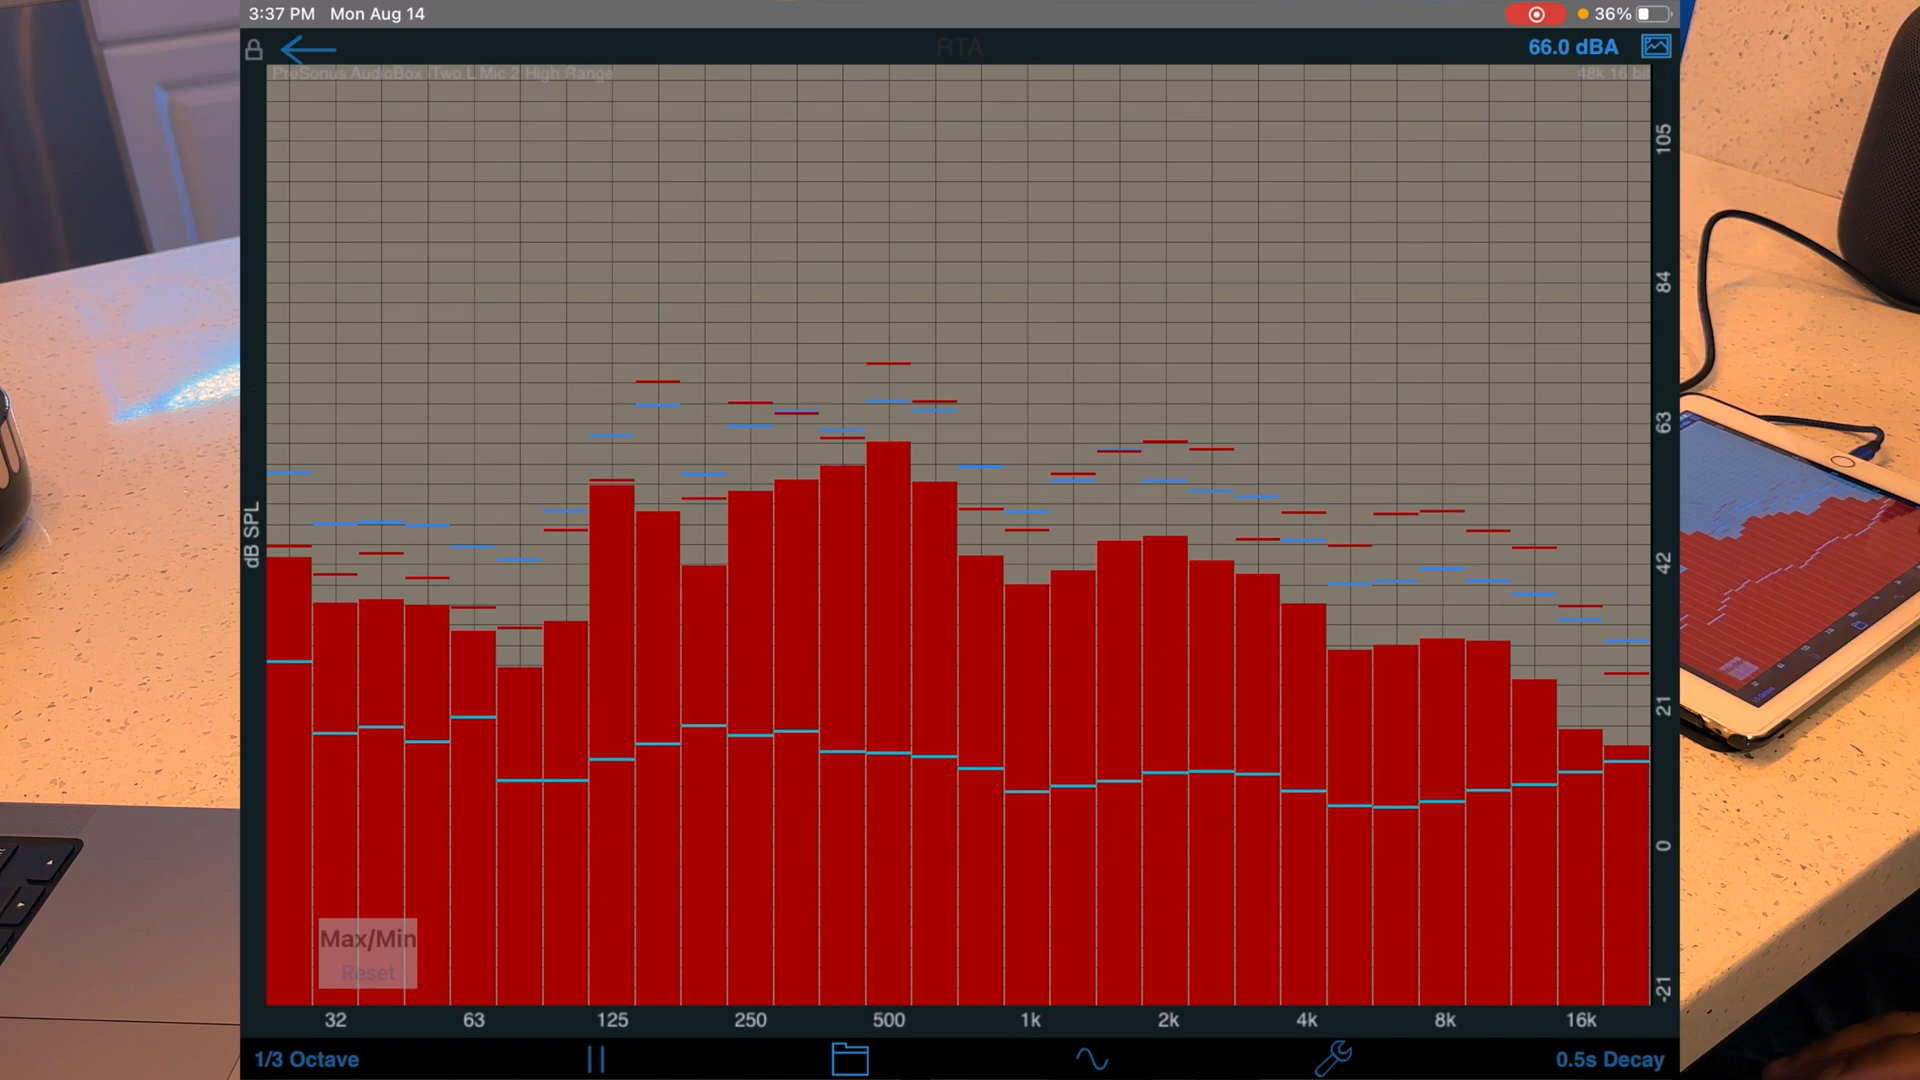 3:37 PM Mon Aug 14
36%
RTA
66.0 dBA
ProSonus AudioBox iTwo L Mic 2 High Range
48k 16 bit
105
84
63
42
21
0
-21
dB SPL
Max/Min
Reset
32 63 125 250 500 1k 2k 4k 8k 16k
1/3 Octave
0.5s Decay